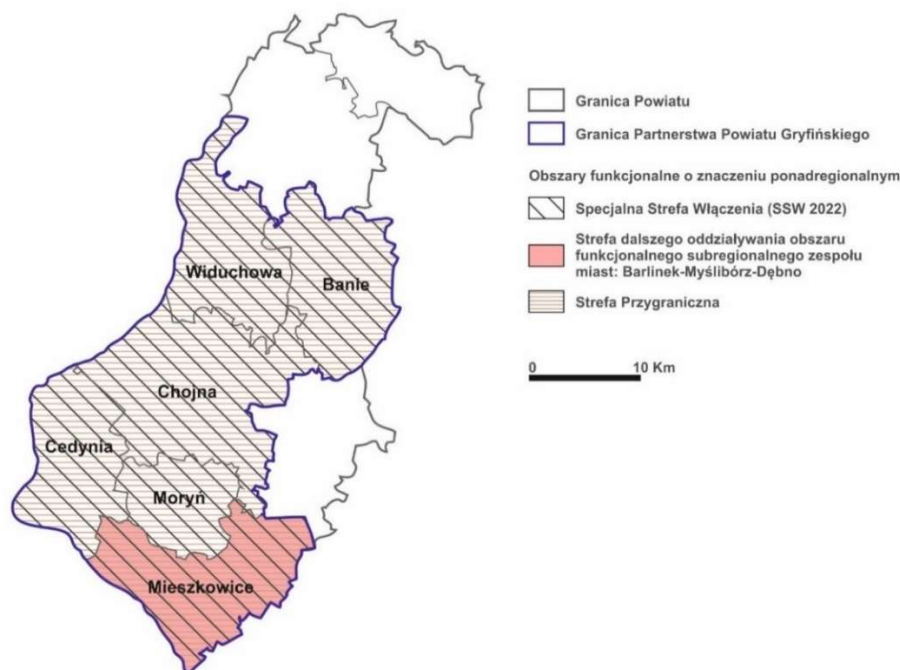 Granica Powiatu
Granica Partnerstwa Powiatu Gryfińskiego
Obszary funkcjonalne o znaczeniu ponadregionalnym
Specjalna Strefa Włączenia (SSW 2022)
Strefa dalszego oddziaływania obszaru
funkcjonalnego subregionalnego zespołu
miast: Barlinek-Myślibórz-Dębno
Strefa Przygraniczna
0 10 Km
Widuchowa
Banie
Chojna
Cedynia
Moryń
Mieszkowice